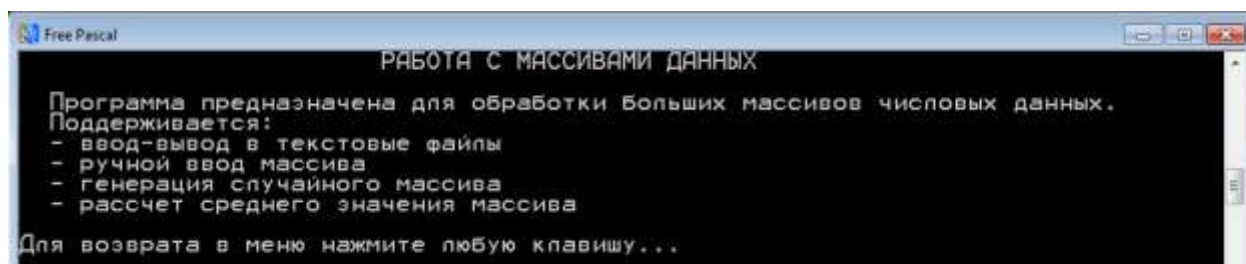 Free Pascal
РАБОТА С МАССИВАМИ ДАННЫХ
Программа предназначена для обработки больших массивов числовых данных.
Поддерживается:
- ввод-вывод в текстовые файлы
- ручной ввод массива
- генерация случайного массива
- рассчет среднего значения массива
Для возврата в меню нажмите любую клавишу...